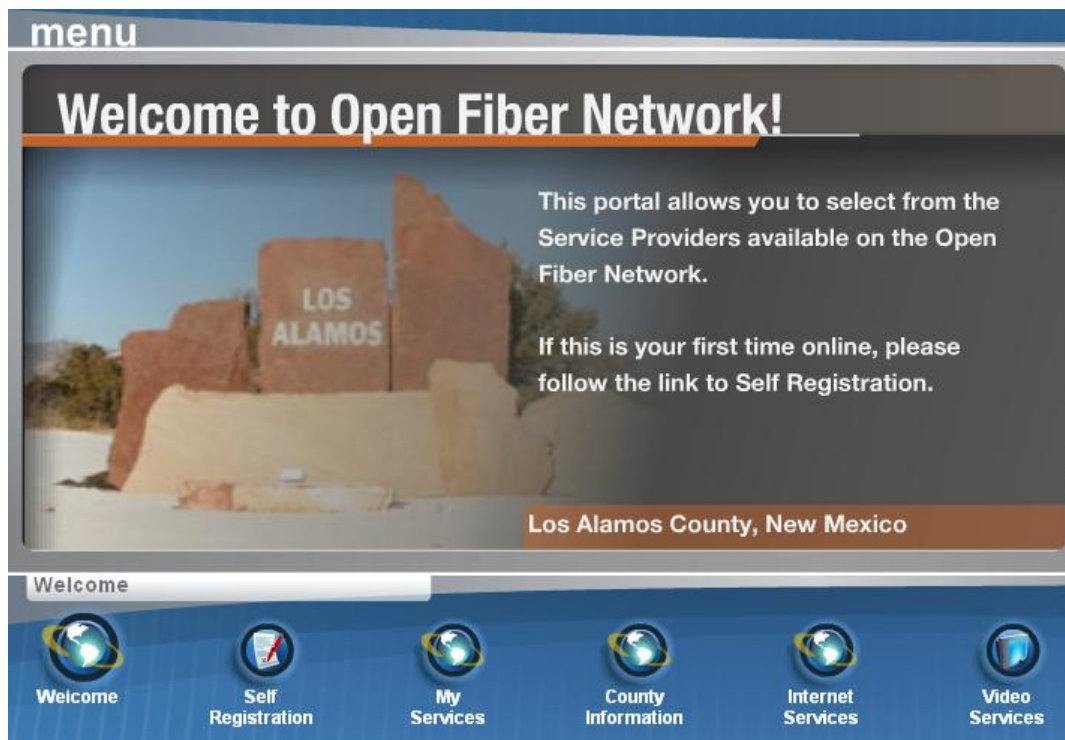 menu
Welcome to Open Fiber Network!
This portal allows you to select from the
Service Providers available on the Open
Fiber Network.
If this is your first time online, please
follow the link to Self Registration.
LOS
ALAMOS
Los Alamos County, New Mexico
Welcome
Welcome
Self
Registration
My
Services
County
Information
Internet
Services
Video
Services